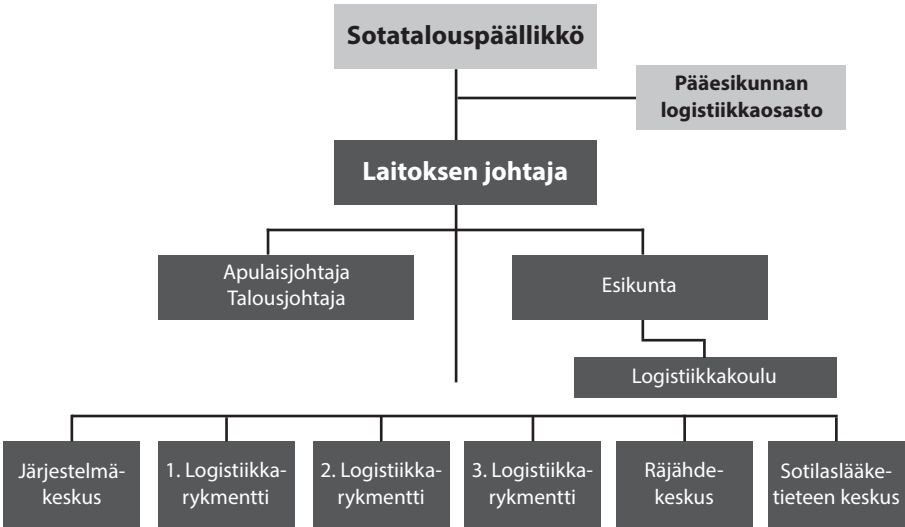 Sotatalouspäällikkö
Pääesikunnan
logistiikkaosasto
Laitoksen johtaja
Apulaisjohtaja
Talousjohtaja
Esikunta
Logistiikkakoulu
Järjestelmä-
keskus
1. Logistiikka-
rykmentti
2. Logistiikka-
rykmentti
3. Logistiikka-
rykmentti
Räjähde-
keskus
Sotilaslääke-
tieteen keskus